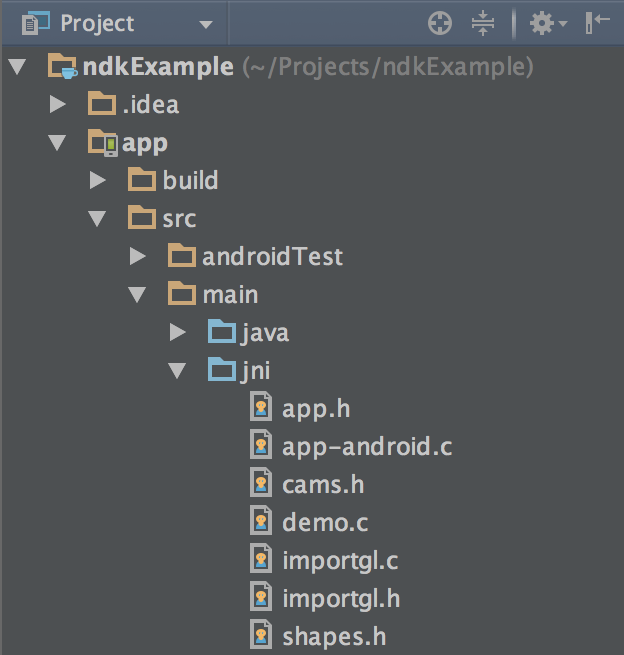 Project
ndkExample (~/Projects/ndkExample)
.idea
app
build
src
androidTest
main
java
jni
app.h
app-android.c
cams.h
demo.c
importgl.c
importgl.h
shapes.h